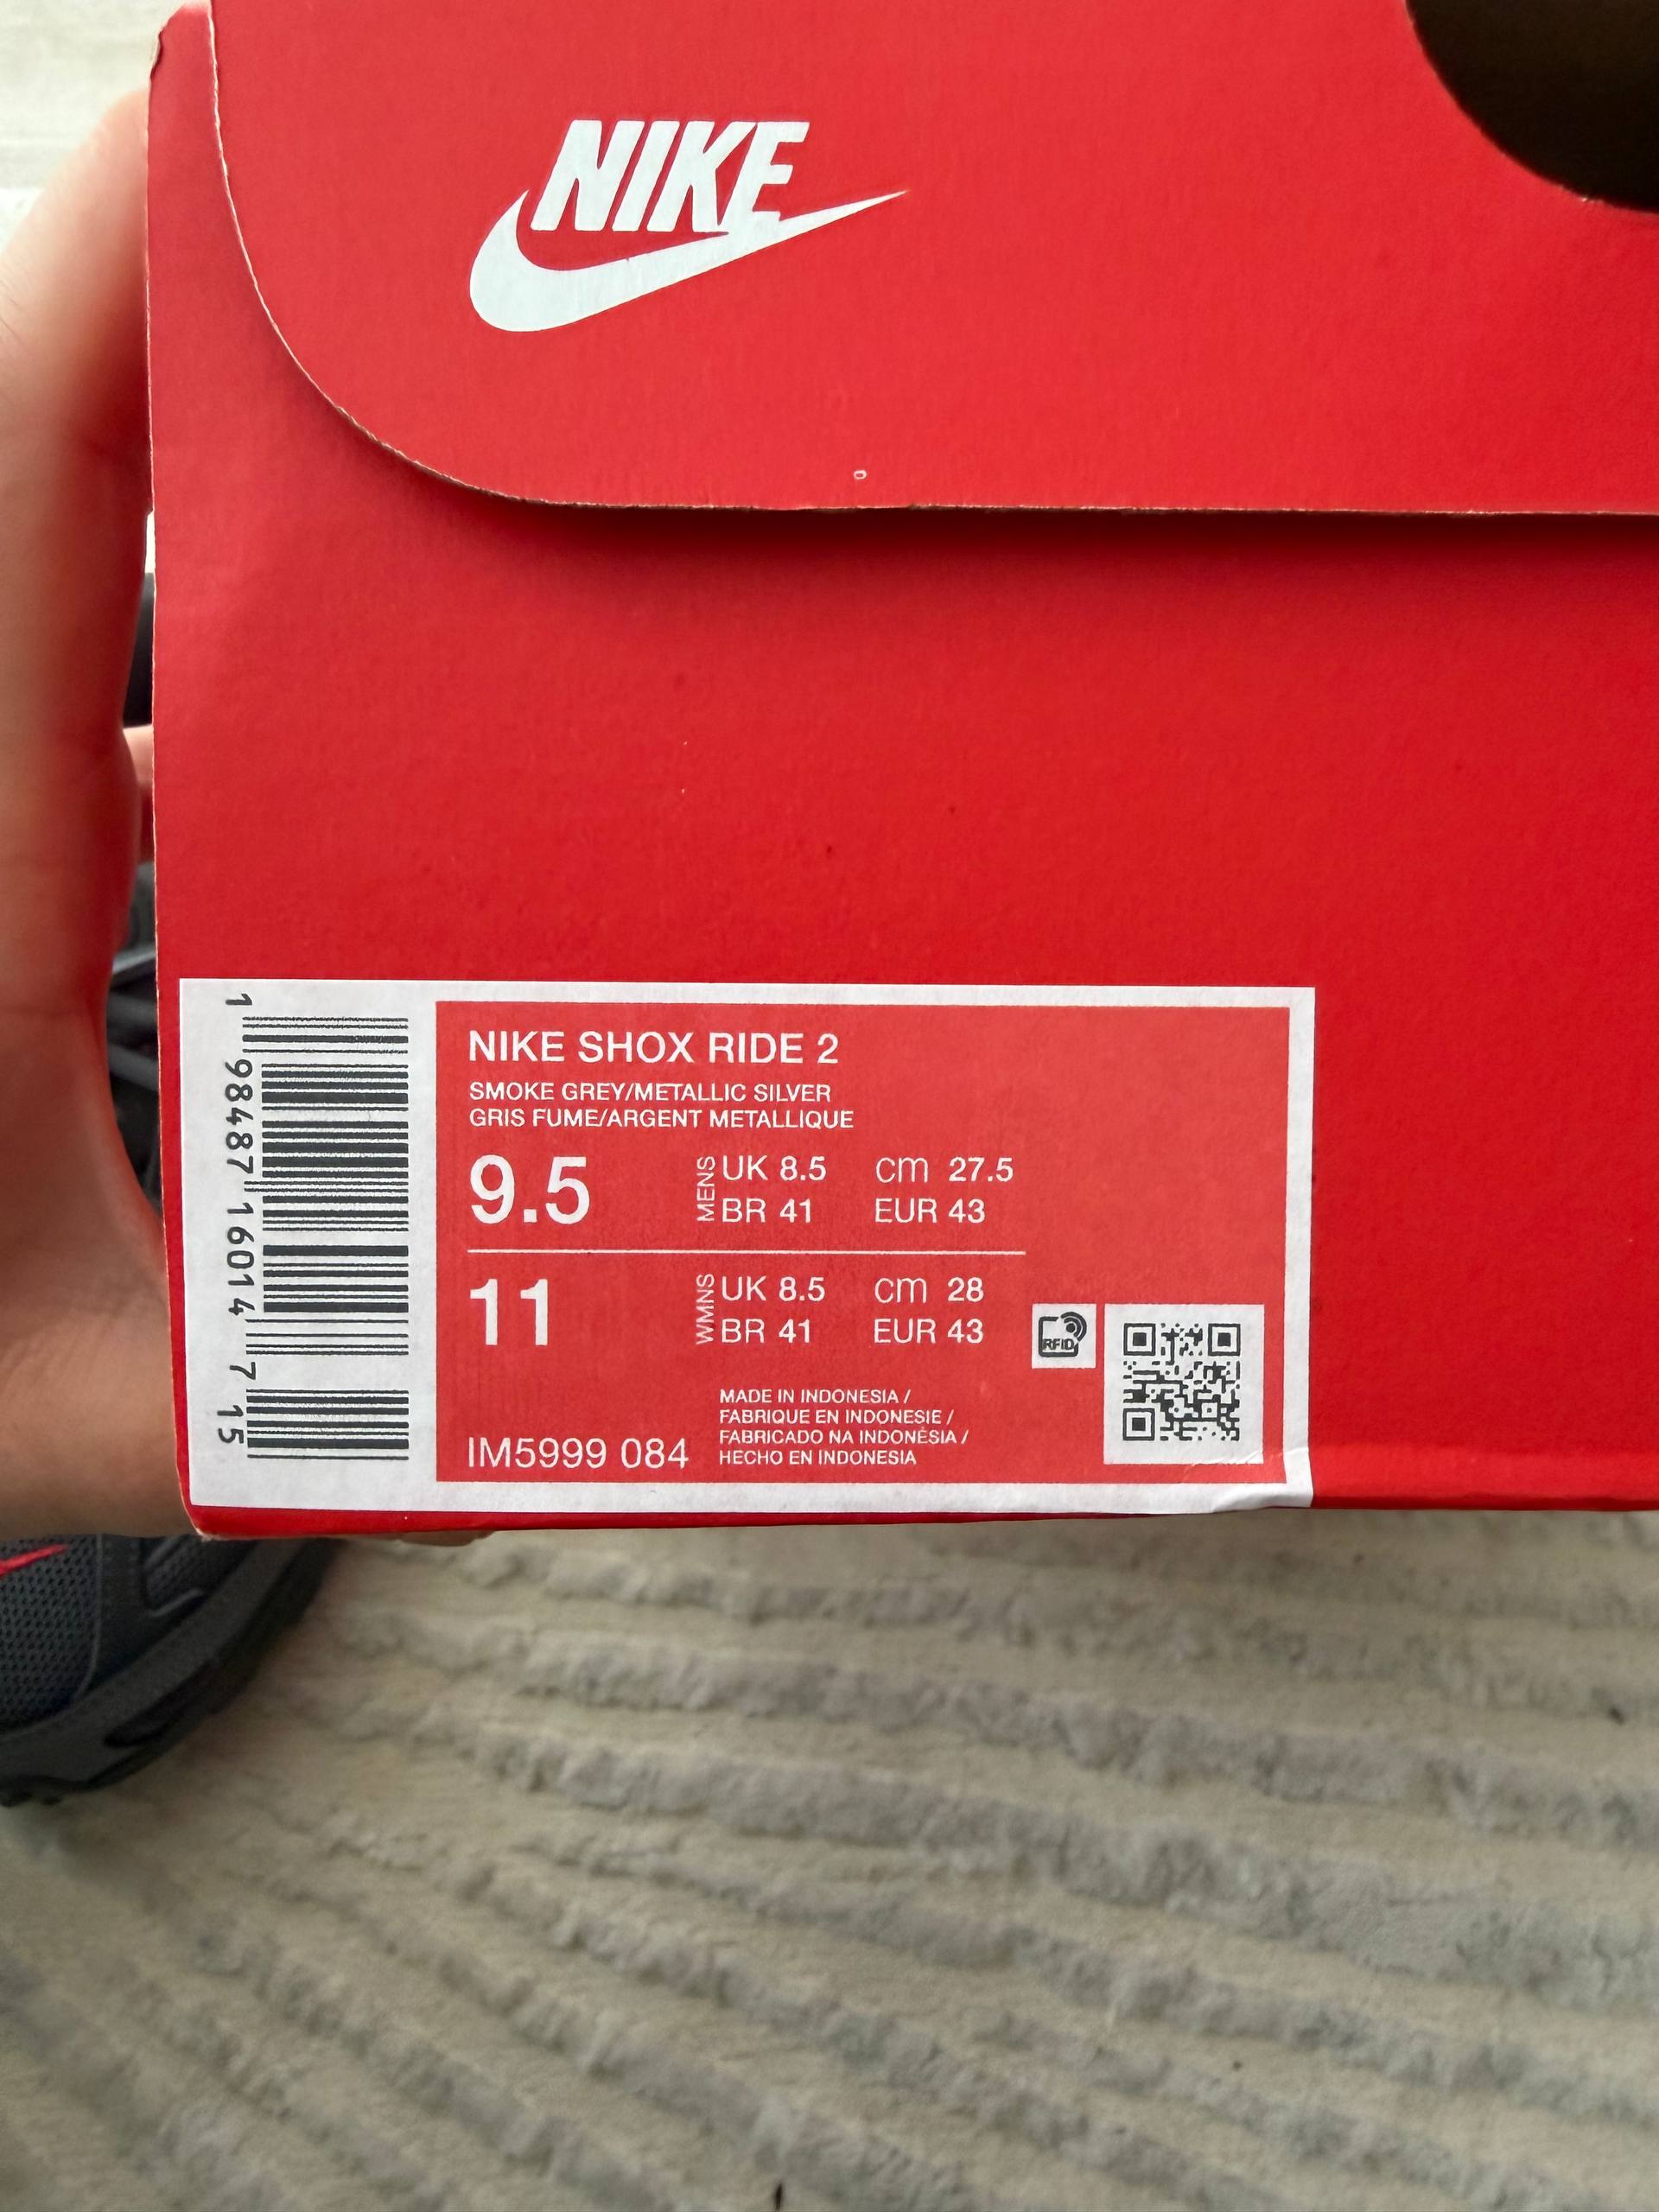 NIKE
0
NIKE SHOX RIDE 2
SMOKE GREY/METALLIC SILVER
GRIS FUME/ARGENT METALLIQUE
9.5 MENS UK 8.5 cm 27.5
BR 41 EUR 43
11 WMNS UK 8.5 cm 28
BR 41 EUR 43
RFID
MADE IN INDONESIA /
FABRIQUE EN INDONESIE /
FABRICADO NA INDONÉSIA /
HECHO EN INDONESIA
IM5999 084
1 98487 16014 7 15